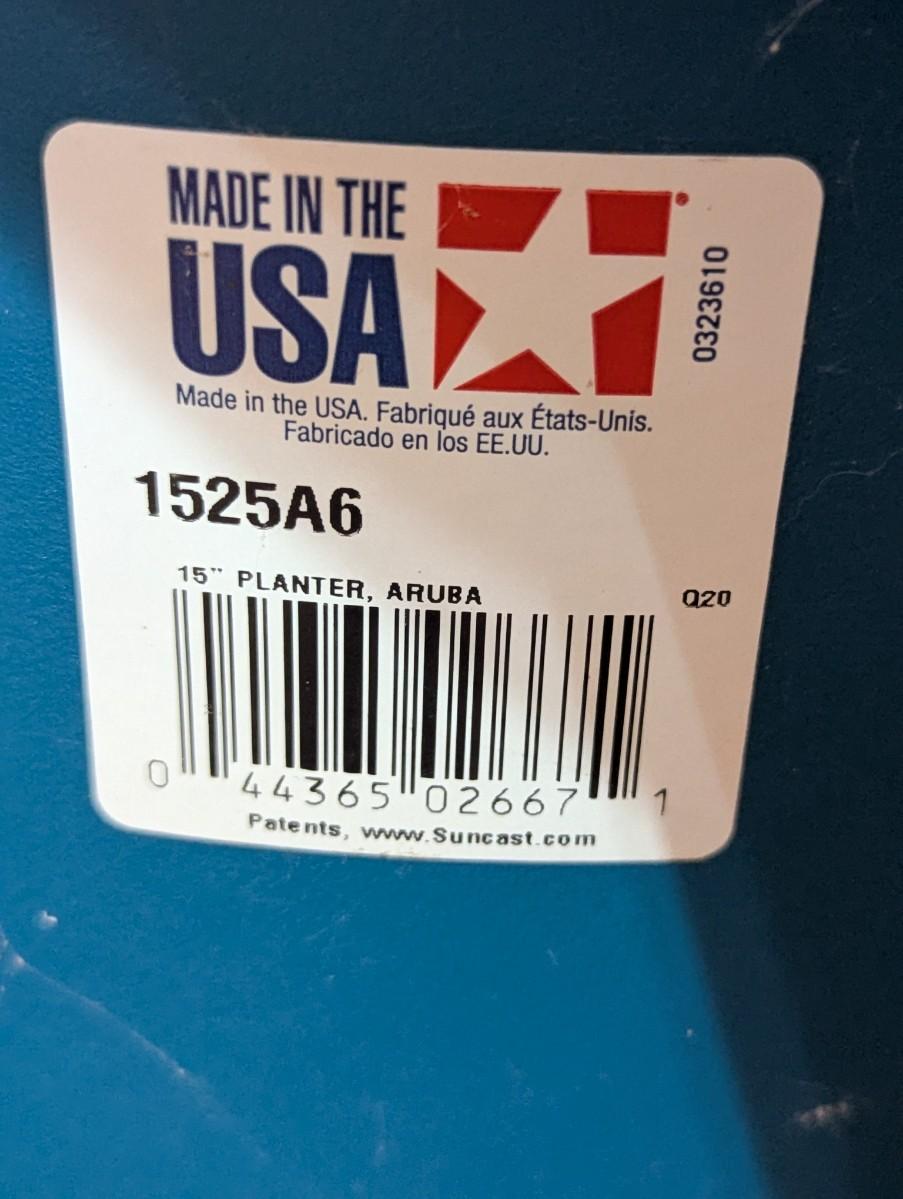 MADE IN THE
USA
0323610
Made in the USA. Fabriqué aux États-Unis.
Fabricado en los EE.UU.
1525A6
15" PLANTER, ARUBA
Q20
0 44365 02667 1
Patents, www.Suncast.com